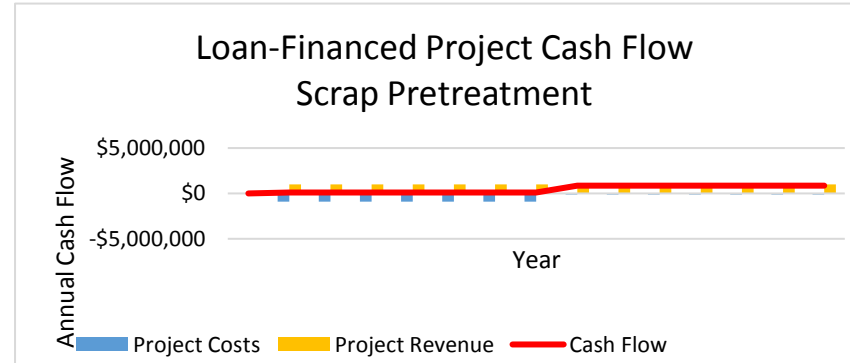 Loan-Financed Project Cash Flow
Scrap Pretreatment
$5,000,000
$0
-$5,000,000
Annual Cash Flow
Year
Project Costs Project Revenue Cash Flow